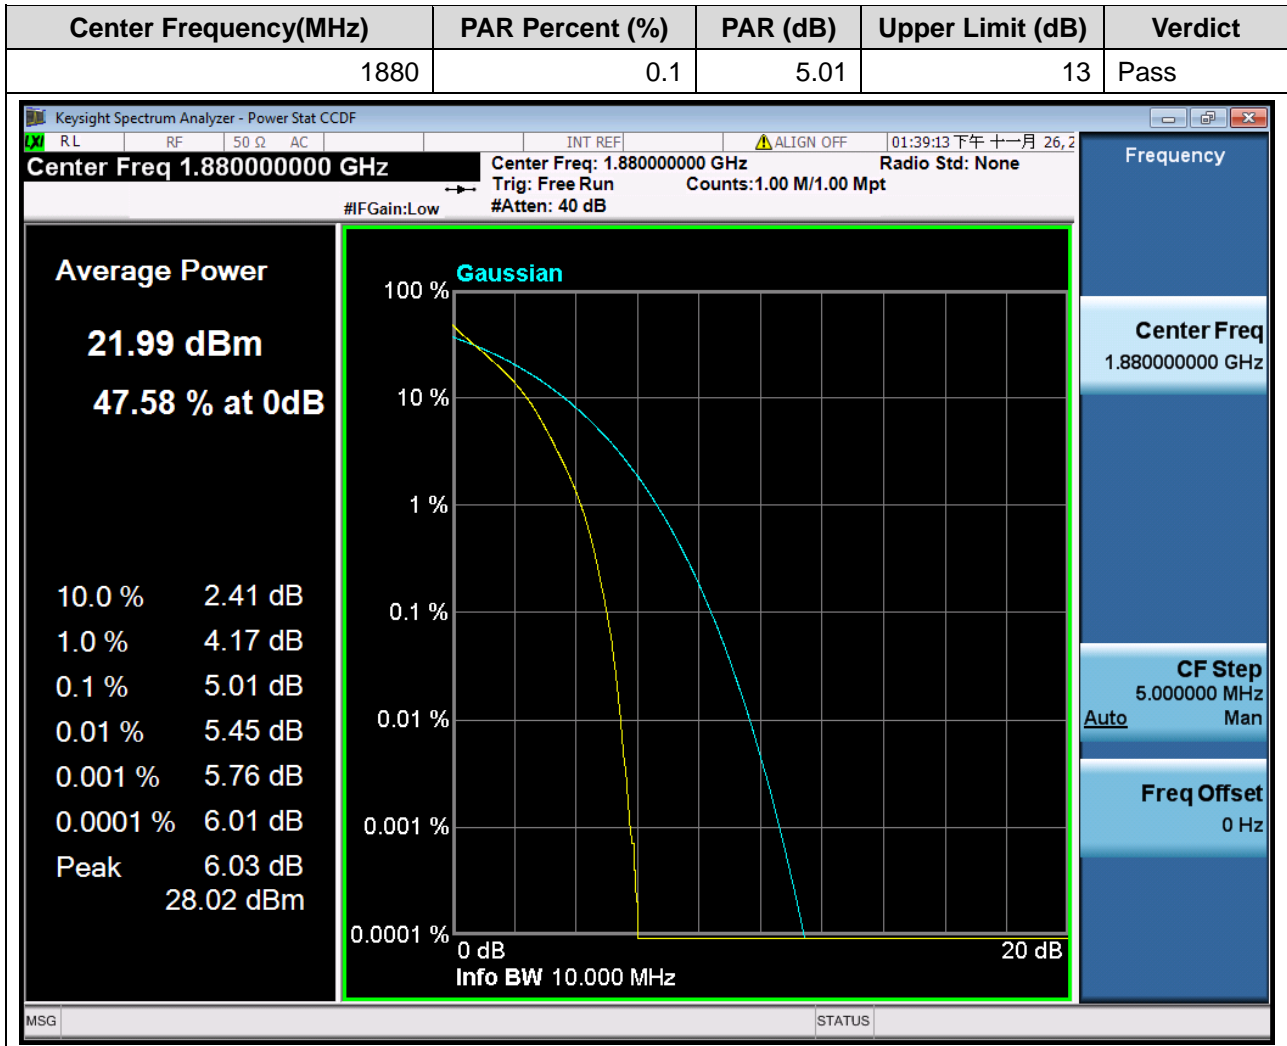 Center Frequency(MHz) PAR Percent (%) PAR (dB) Upper Limit (dB) Verdict
1880 0.1 5.01 13 Pass
Keysight Spectrum Analyzer - Power Stat CCDF
LXI RL RF 50 Ω AC INT REF ALIGN OFF 01:39:13 下午 十一月 26, 2
Center Freq 1.880000000 GHz
Center Freq: 1.880000000 GHz Radio Std: None
Trig: Free Run Counts:1.00 M/1.00 Mpt
#IFGain:Low #Atten: 40 dB
Average Power
21.99 dBm
47.58 % at 0dB
10.0 % 2.41 dB
1.0 % 4.17 dB
0.1 % 5.01 dB
0.01 % 5.45 dB
0.001 % 5.76 dB
0.0001 % 6.01 dB
Peak 6.03 dB
28.02 dBm
Gaussian
100 %
10 %
1 %
0.1 %
0.01 %
0.001 %
0.0001 %
0 dB 20 dB
Info BW 10.000 MHz
Frequency
Center Freq
1.880000000 GHz
CF Step
5.000000 MHz
Auto Man
Freq Offset
0 Hz
MSG STATUS